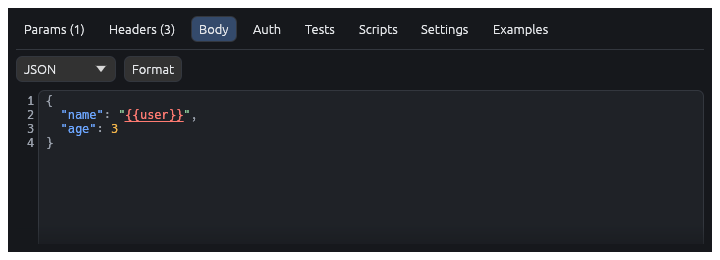 Params (1) Headers (3) Body Auth Tests Scripts Settings Examples
JSON Format
1 {
2   "name": "{{user}}",
3   "age": 3
4 }